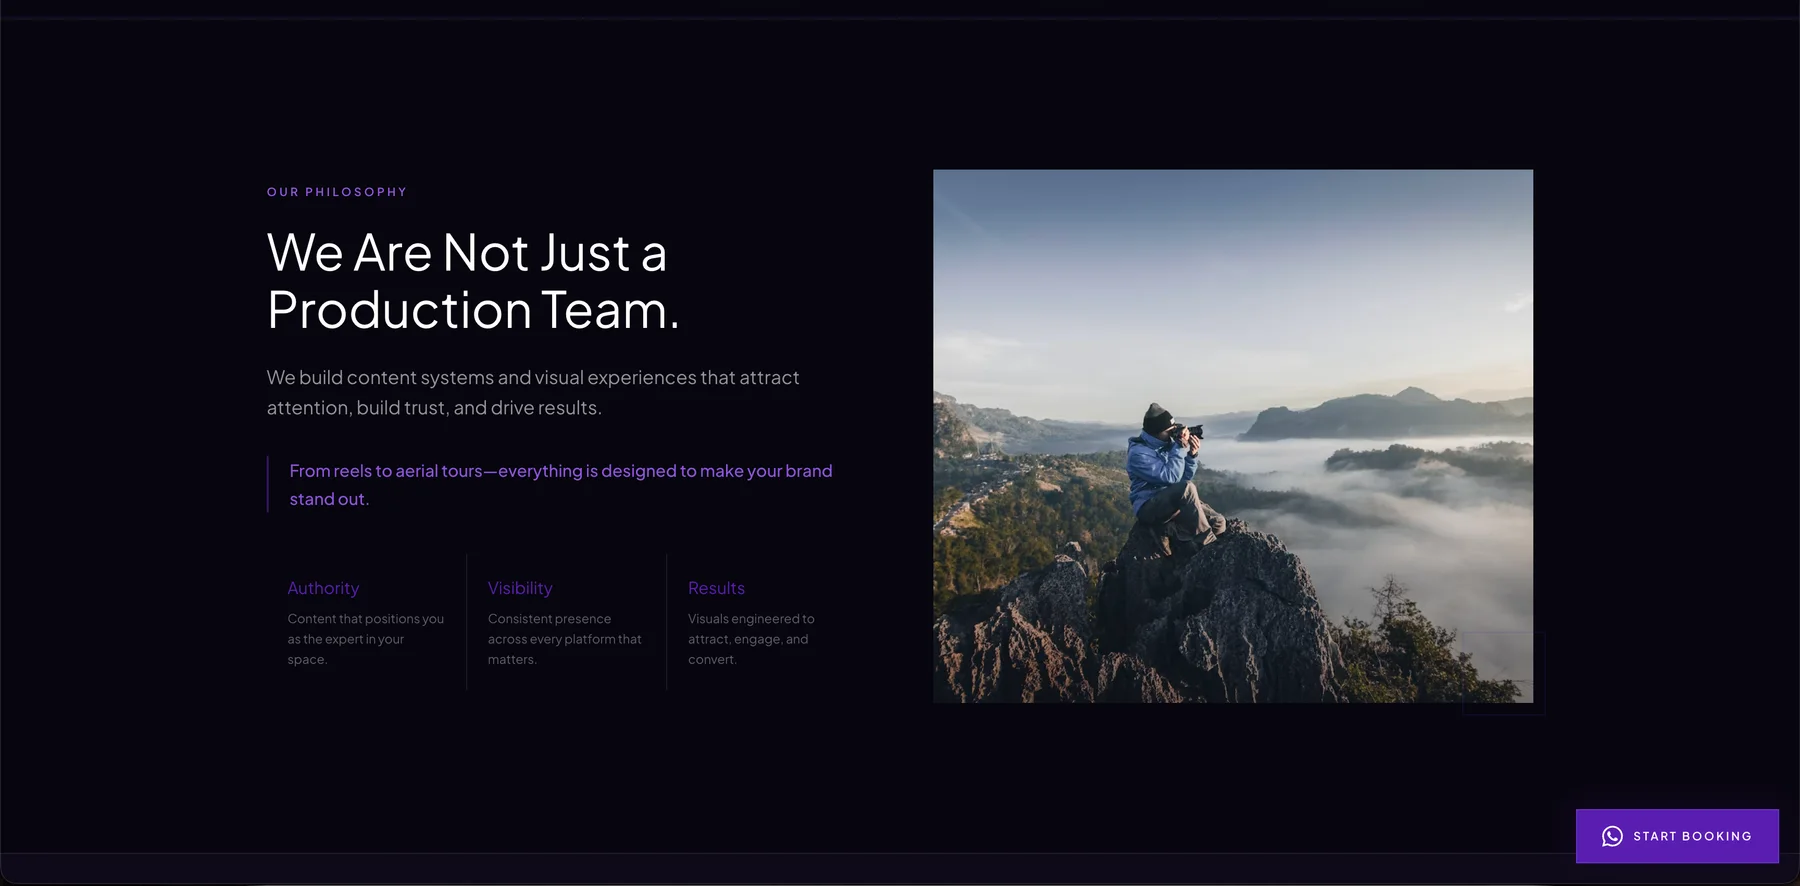 OUR PHILOSOPHY
We Are Not Just a
Production Team.
We build content systems and visual experiences that attract
attention, build trust, and drive results.
From reels to aerial tours—everything is designed to make your brand
stand out.
Authority
Content that positions you
as the expert in your
space.
Visibility
Consistent presence
across every platform that
matters.
Results
Visuals engineered to
attract, engage, and
convert.
START BOOKING